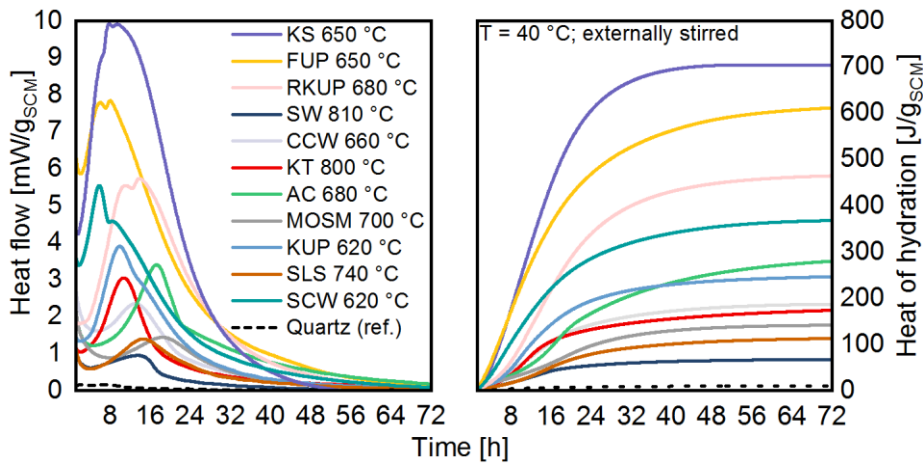 Heat flow [mW/gSCM]
10
9
8
7
6
5
4
3
2
1
0
KS 650 °C
FUP 650 °C
RKUP 680 °C
SW 810 °C
CCW 660 °C
KT 800 °C
AC 680 °C
MOSM 700 °C
KUP 620 °C
SLS 740 °C
SCW 620 °C
Quartz (ref.)
8 16 24 32 40 48 56 64 72
T = 40 °C; externally stirred
800
700
600
500
400
300
200
100
0
Heat of hydration [J/gSCM]
8 16 24 32 40 48 56 64 72
Time [h]